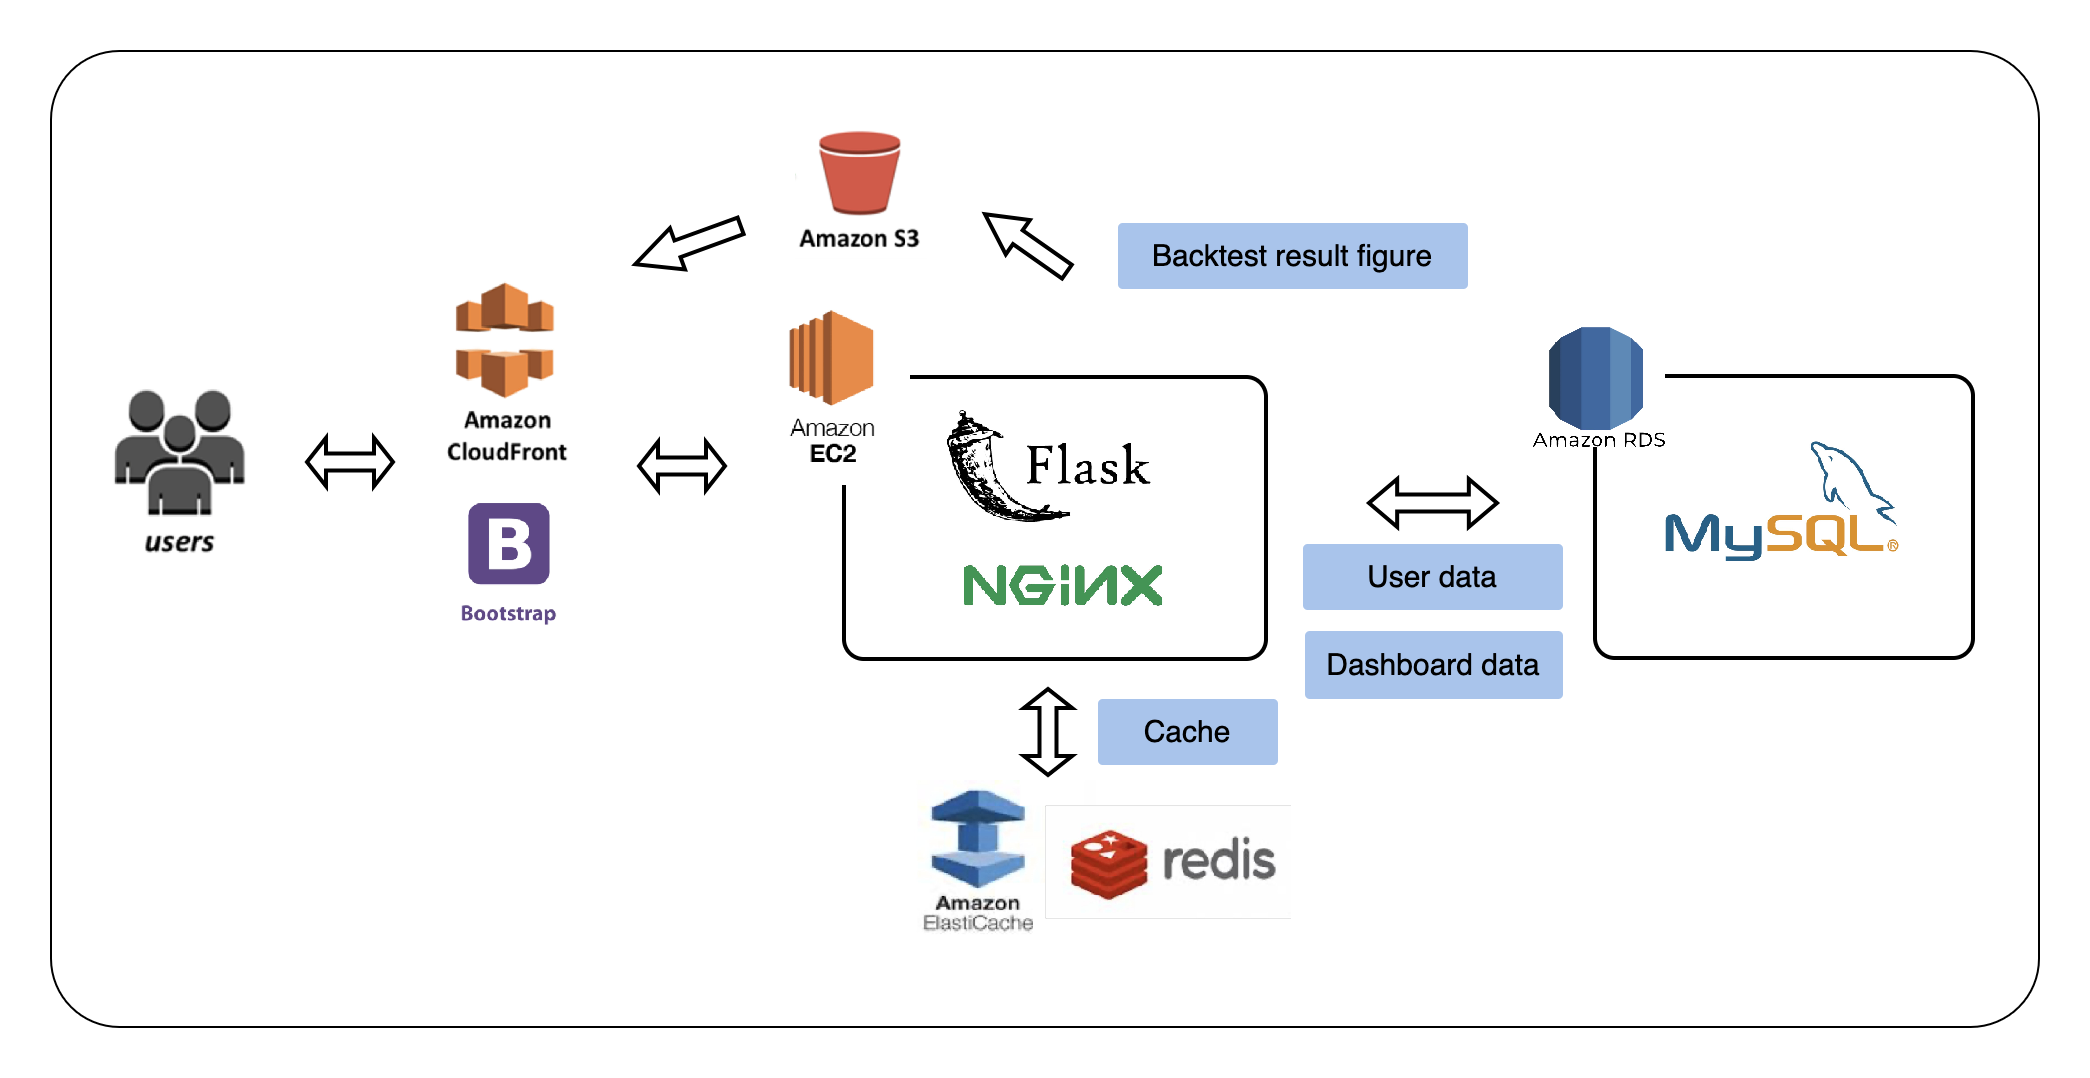 Amazon S3
Backtest result figure
Amazon
CloudFront
Amazon
EC2
Flask
Amazon RDS
MySQL®
users
B
Bootstrap
NGiNX
User data
Dashboard data
Cache
Amazon
ElastiCache
redis